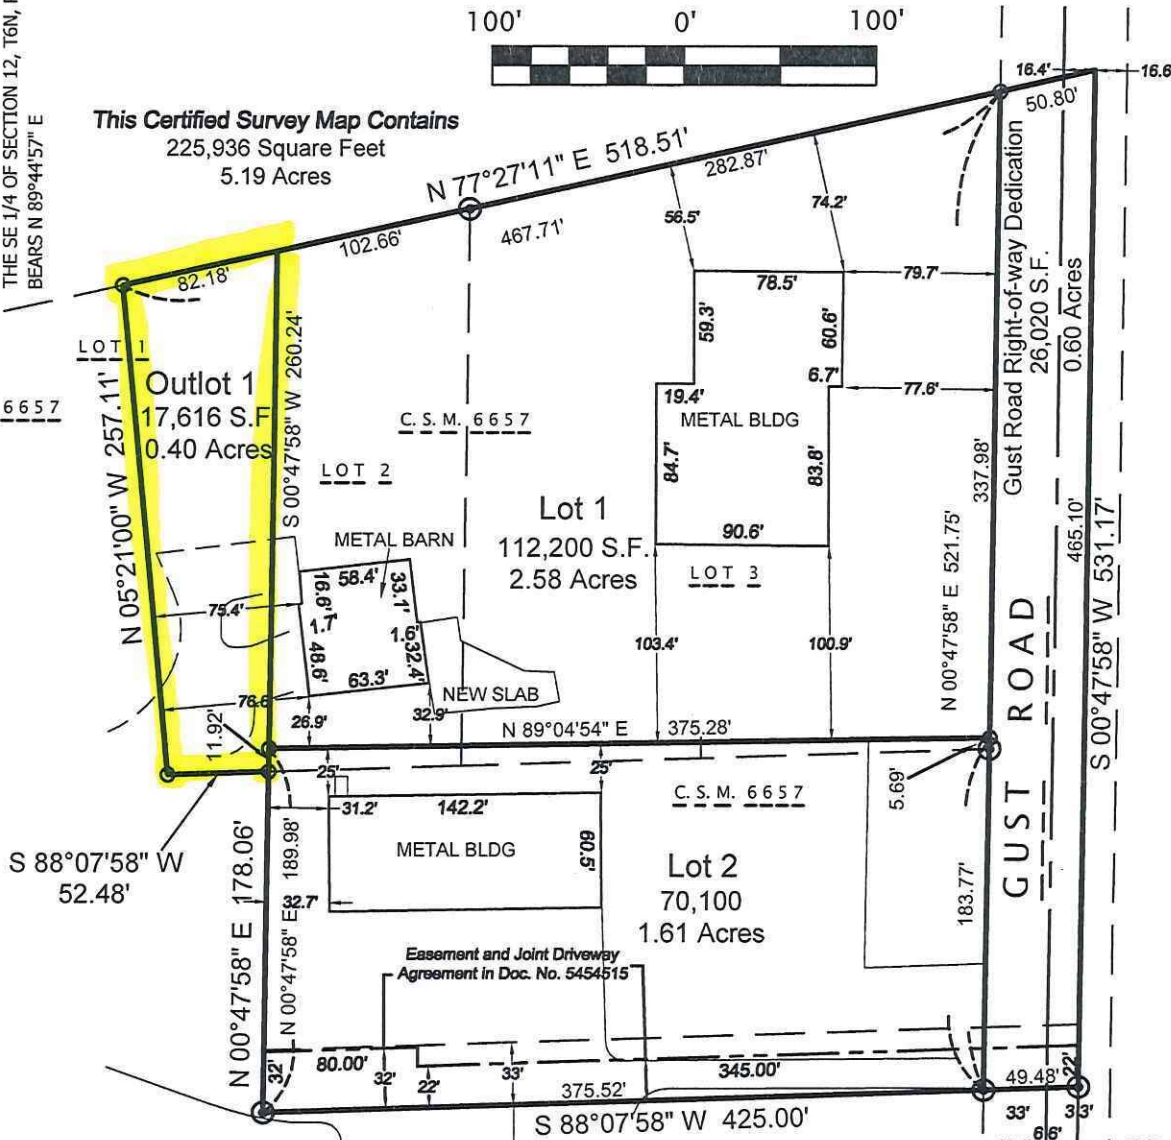 100' 0' 100'
THE SE 1/4 OF SECTION 12, T6N,
BEARS N 89°44'57" E
This Certified Survey Map Contains
225,936 Square Feet
5.19 Acres
N 77°27'11" E 518.51'
16.4'
16.6
50.80'
282.87'
102.66'
467.71'
82.18'
56.5'
74.2'
78.5'
79.7'
59.3'
60.6'
6.7'
19.4'
77.6'
METAL BLDG
84.7'
83.8'
90.6'
103.4'
100.9'
Gust Road Right-of-way Dedication
26,020 S.F.
0.60 Acres
LOT 1
6657
Outlot 1
17,616 S.F
0.40 Acres
N 05°21'00" W 257.11'
S 00°47'58" W 260.24'
C.S.M. 6657
LOT 2
Lot 1
112,200 S.F.
2.58 Acres
LOT 3
METAL BARN
58.4'
33.1'
16.6'
1.7'
1.6'
48.6'
32.4'
63.3'
75.4'
76.6'
26.9'
32.9'
NEW SLAB
11.92'
N 89°04'54" E 375.28'
337.98'
N 00°47'58" E 521.75'
465.10'
S 00°47'58" W 531.17'
GUST ROAD
25'
25'
31.2'
142.2'
METAL BLDG
60.5'
32.7'
C.S.M. 6657
5.69'
Lot 2
70,100
1.61 Acres
183.77'
S 88°07'58" W
52.48'
N 00°47'58" E 178.06'
N 00°47'58" E 189.98'
Easement and Joint Driveway
Agreement in Doc. No. 5454515
32'
80.00'
32'
22'
33'
345.00'
375.52'
49.48'
22'
S 88°07'58" W 425.00'
33'
33'
66'